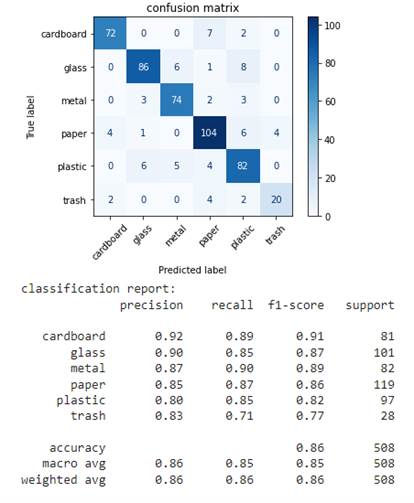 confusion matrix
cardboard 72 0 0 7 2 0
glass 0 86 6 1 8 0
metal 0 3 74 2 3 0
paper 4 1 0 104 6 4
plastic 0 6 5 4 82 0
trash 2 0 0 4 2 20
True label
cardboard glass metal paper plastic trash
Predicted label
100
80
60
40
20
0
classification report:
precision recall f1-score support
cardboard 0.92 0.89 0.91 81
glass 0.90 0.85 0.87 101
metal 0.87 0.90 0.89 82
paper 0.85 0.87 0.86 119
plastic 0.80 0.85 0.82 97
trash 0.83 0.71 0.77 28
accuracy 0.86 508
macro avg 0.86 0.85 0.85 508
weighted avg 0.86 0.86 0.86 508